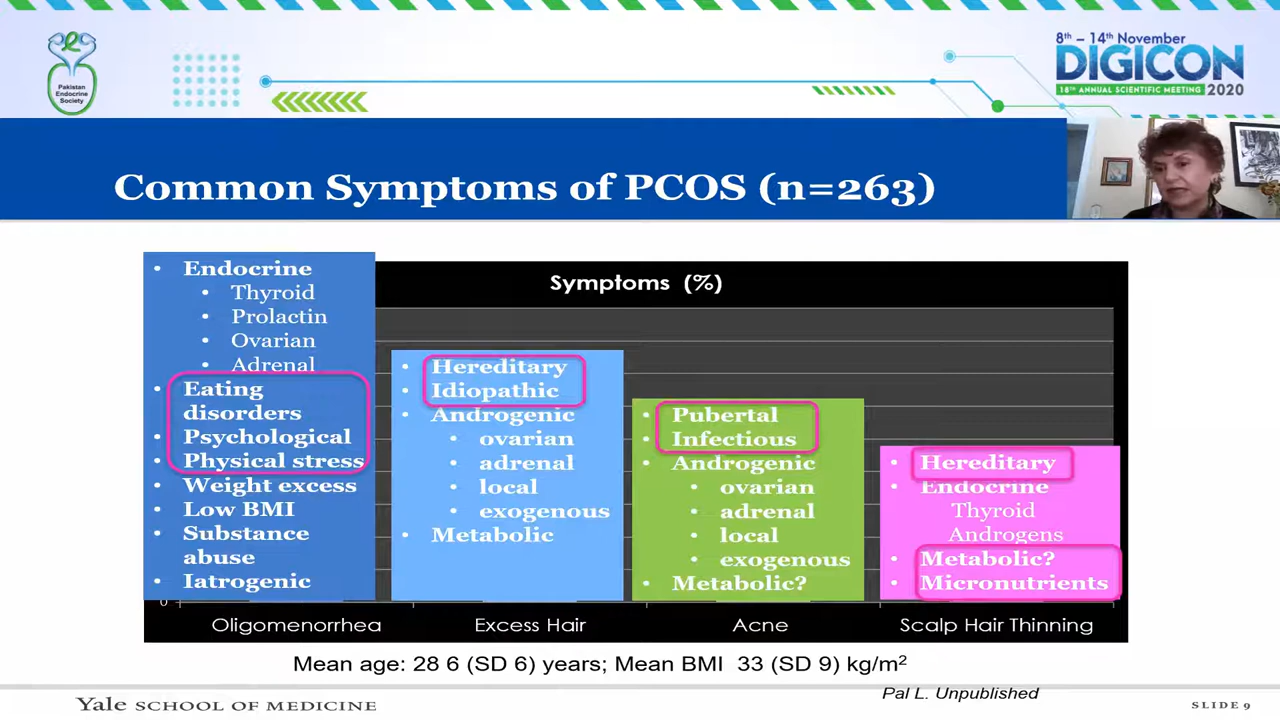 Pakistan
Endocrine
Society
8th – 14th November
DIGICON
18TH ANNUAL SCIENTIFIC MEETING 2020
Common Symptoms of PCOS (n=263)
Symptoms (%)
• Endocrine
• Thyroid
• Prolactin
• Ovarian
• Adrenal
• Eating
disorders
• Psychological
• Physical stress
• Weight excess
• Low BMI
• Substance
abuse
• Iatrogenic
• Hereditary
• Idiopathic
• Androgenic
• ovarian
• adrenal
• local
• exogenous
• Metabolic
• Pubertal
• Infectious
• Androgenic
• ovarian
• adrenal
• local
• exogenous
• Metabolic?
• Hereditary
• Endocrine
Thyroid
Androgens
• Metabolic?
• Micronutrients
0
Oligomenorrhea
Excess Hair
Acne
Scalp Hair Thinning
Mean age: 28 6 (SD 6) years; Mean BMI 33 (SD 9) kg/m²
Pal L. Unpublished
Yale SCHOOL OF MEDICINE
SLIDE 9